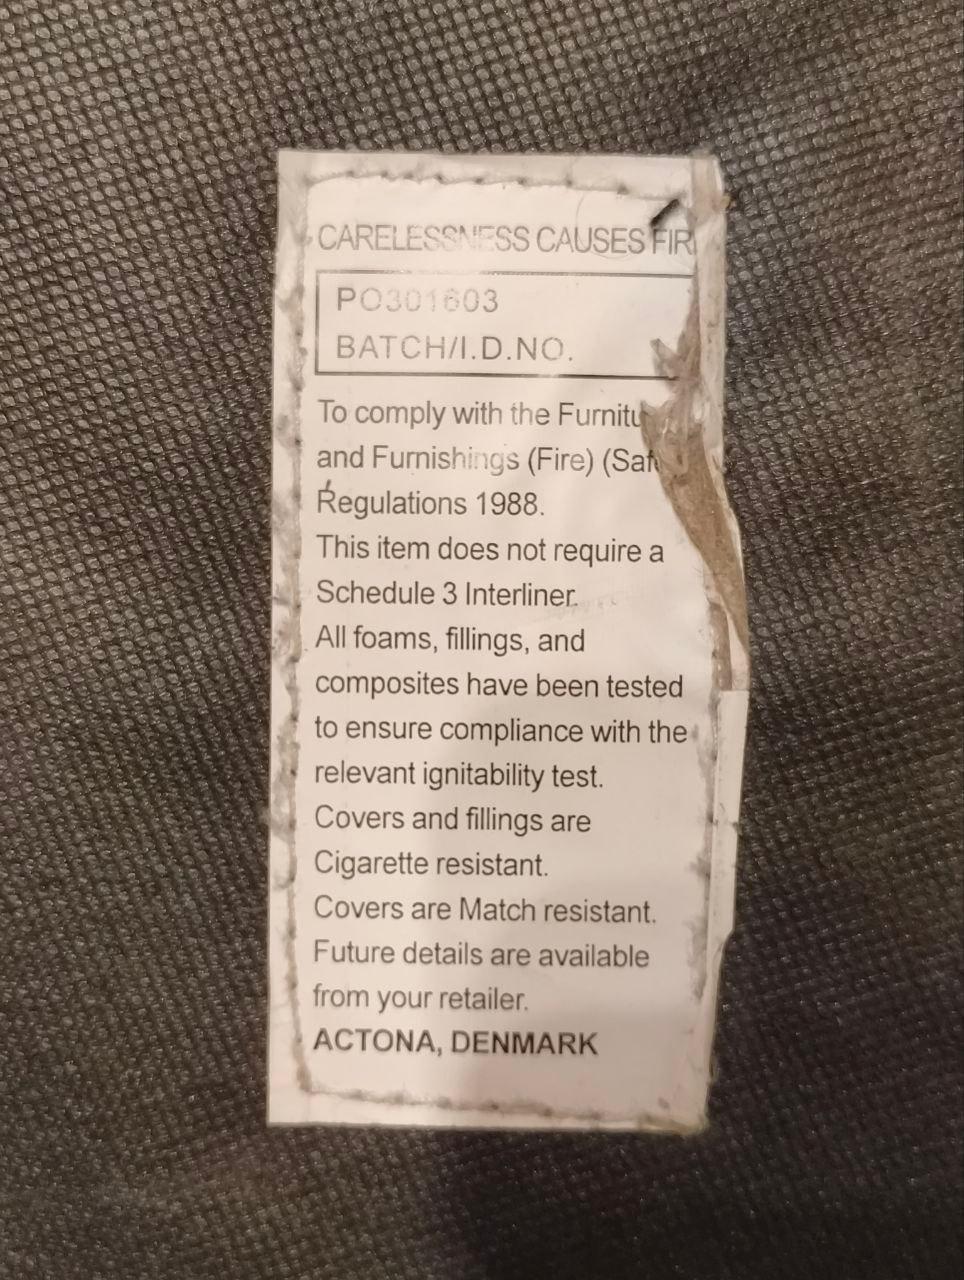 CARELESSNESS CAUSES FIR
PO301603
BATCH/I.D.NO.
To comply with the Furnitu
and Furnishings (Fire) (Saf
Regulations 1988.
This item does not require a
Schedule 3 Interliner.
All foams, fillings, and
composites have been tested
to ensure compliance with the
relevant ignitability test.
Covers and fillings are
Cigarette resistant.
Covers are Match resistant.
Future details are available
from your retailer.
ACTONA, DENMARK